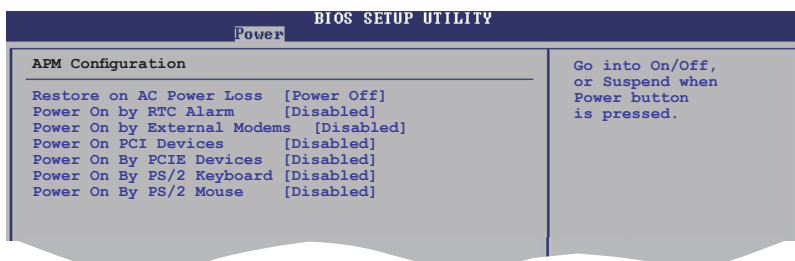 BIOS SETUP UTILITY
Power
APM Configuration
Restore on AC Power Loss [Power Off]
Power On by RTC Alarm [Disabled]
Power On by External Modems [Disabled]
Power On PCI Devices [Disabled]
Power On By PCIE Devices [Disabled]
Power On By PS/2 Keyboard [Disabled]
Power On By PS/2 Mouse [Disabled]
Go into On/Off,
or Suspend when
Power button
is pressed.